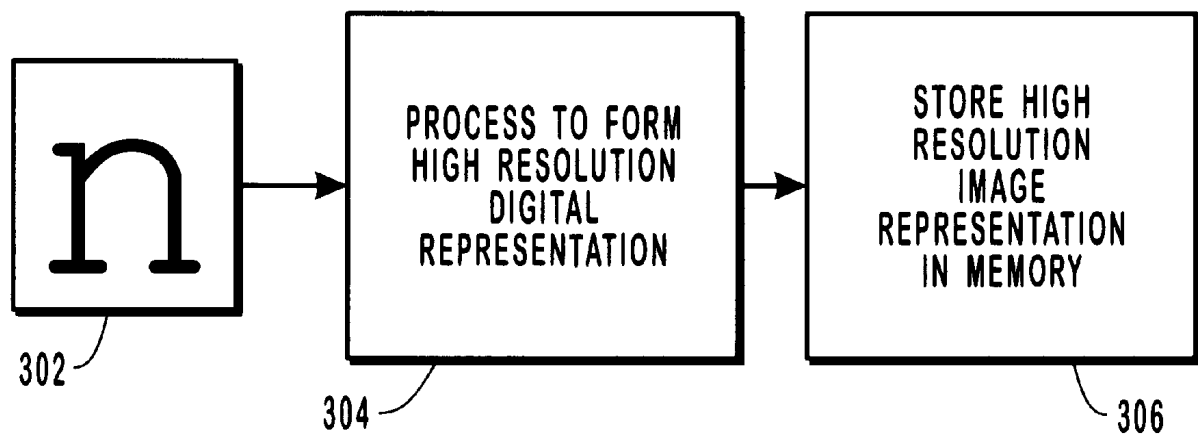 n
PROCESS TO FORM
HIGH RESOLUTION
DIGITAL
REPRESENTATION
STORE HIGH
RESOLUTION
IMAGE
REPRESENTATION
IN MEMORY
302
304
306